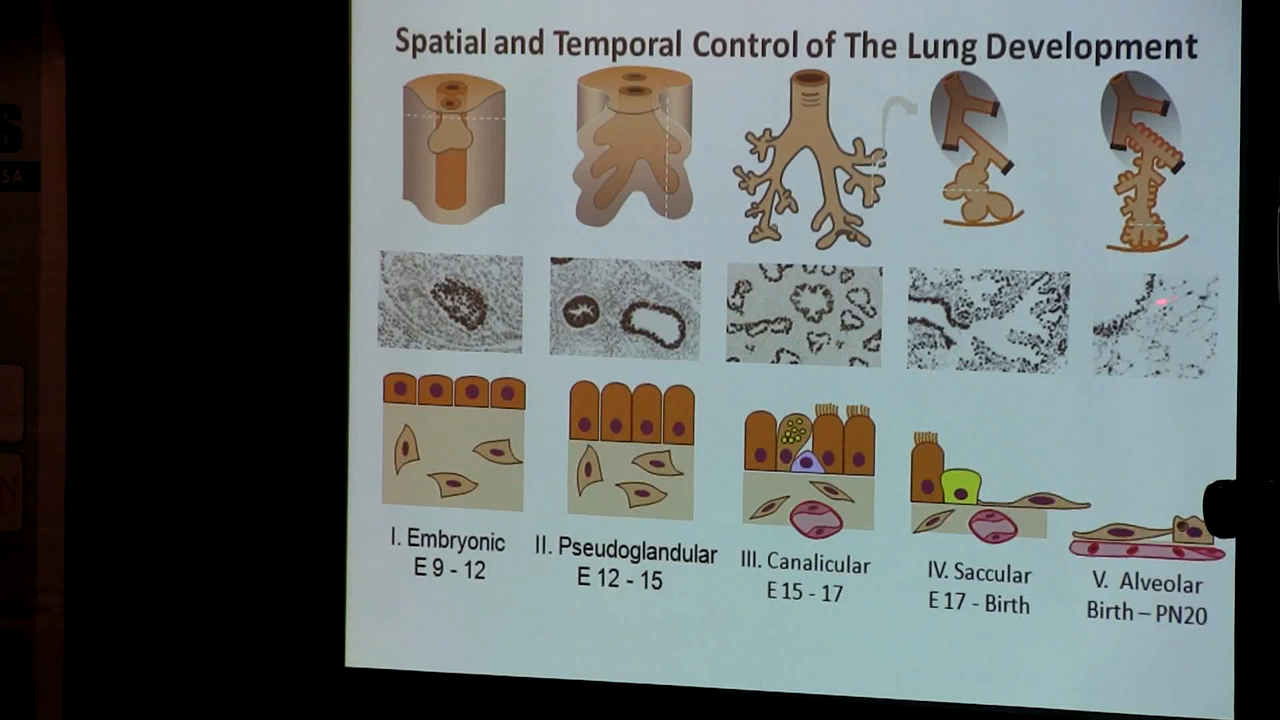 Spatial and Temporal Control of The Lung Development
S
SA
N
I. Embryonic
E 9 - 12
II. Pseudoglandular
E 12 - 15
III. Canalicular
E 15 - 17
IV. Saccular
E 17 - Birth
V. Alveolar
Birth – PN20